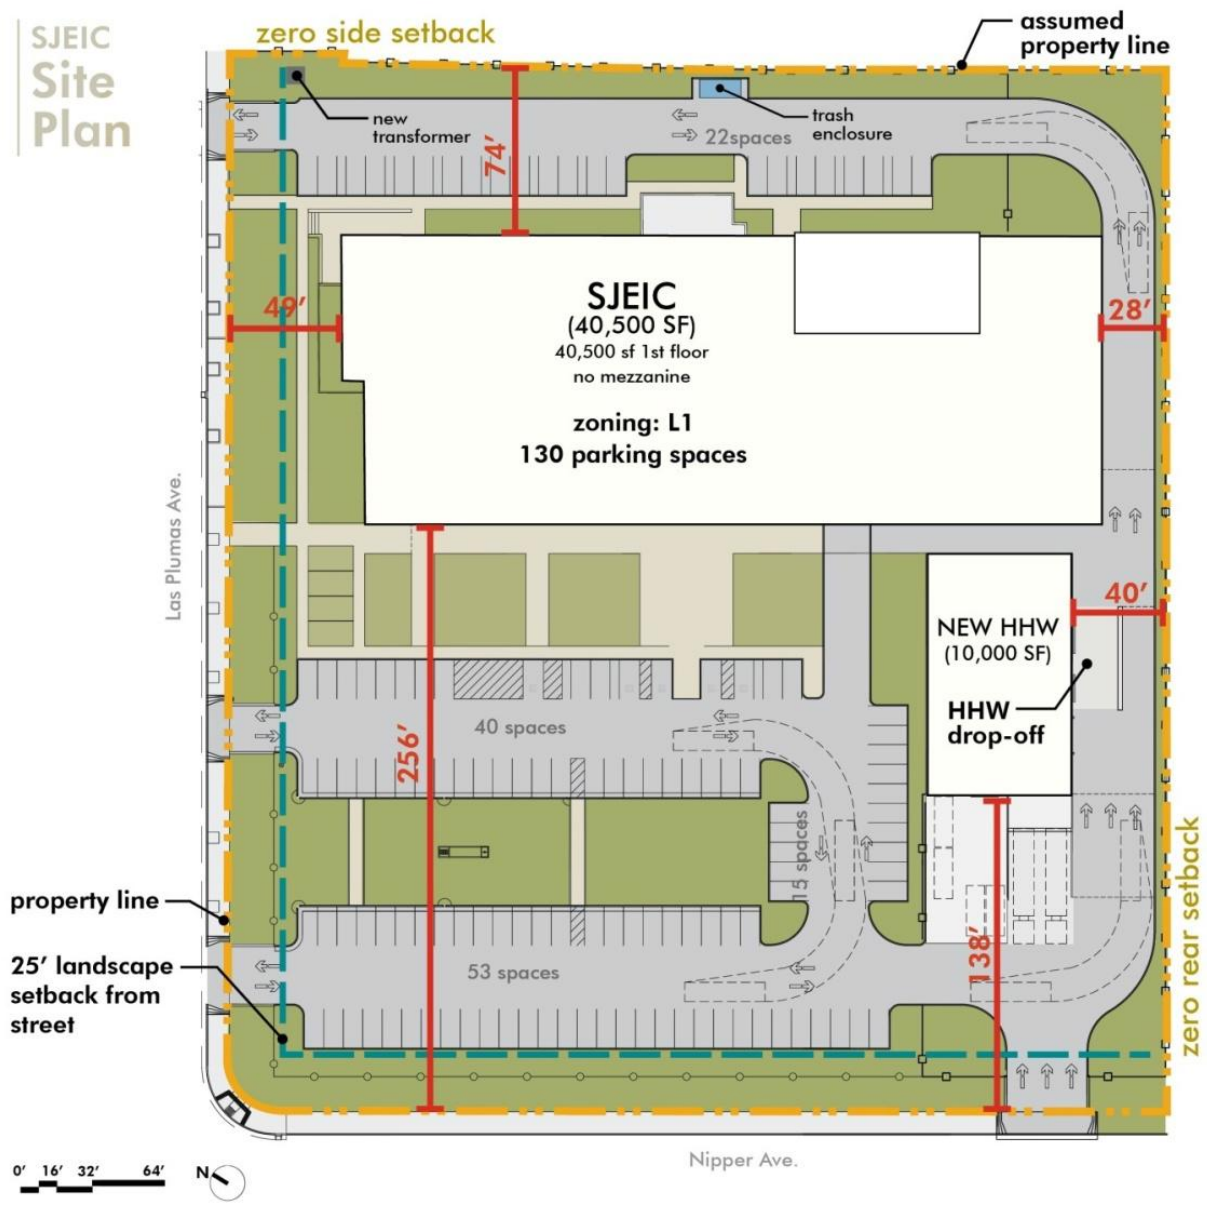 SJEIC
Site
Plan
zero side setback
assumed
property line
new
transformer
trash
enclosure
22spaces
74'
SJEIC
(40,500 SF)
40,500 sf 1st floor
no mezzanine
zoning: L1
130 parking spaces
49'
28'
Las Plumas Ave.
40'
NEW HHW
(10,000 SF)
HHW
drop-off
40 spaces
256'
15 spaces
zero rear setback
property line
138'
25' landscape
setback from
street
53 spaces
Nipper Ave.
0' 16' 32' 64'
N